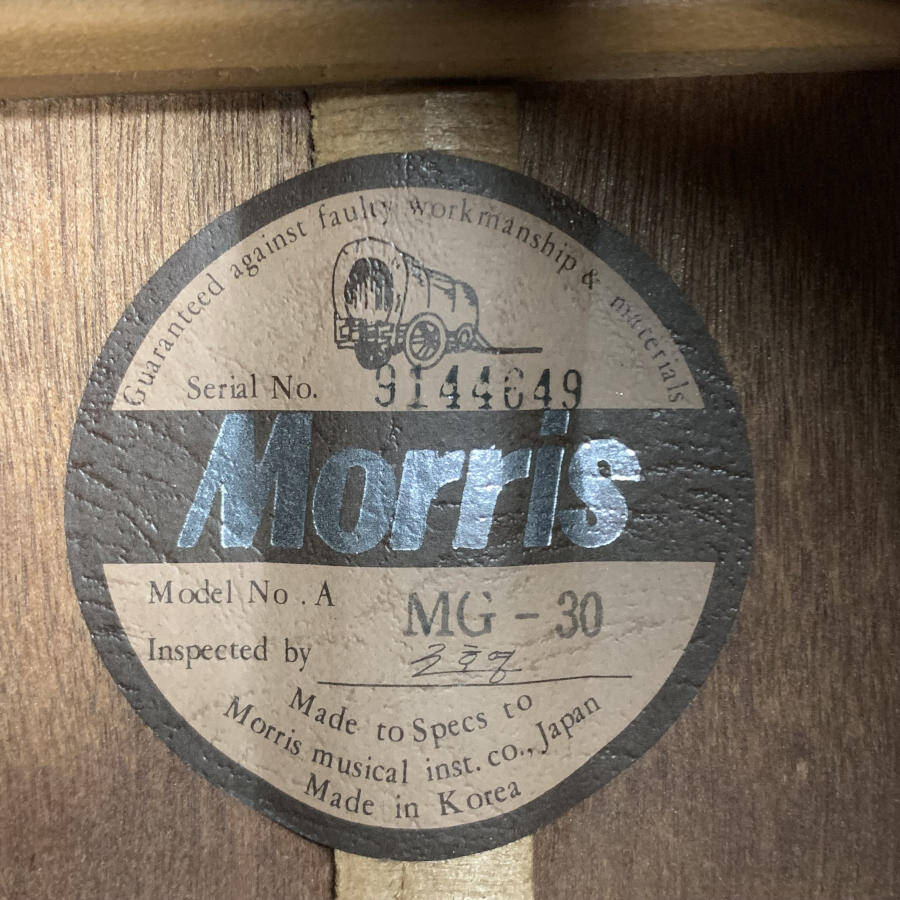 Guaranteed against faulty workmanship & materials
Serial No. 9144649
Morris
Model No . A MG - 30
Inspected by
Made to Specs to
Morris musical inst. co., Japan
Made in Korea